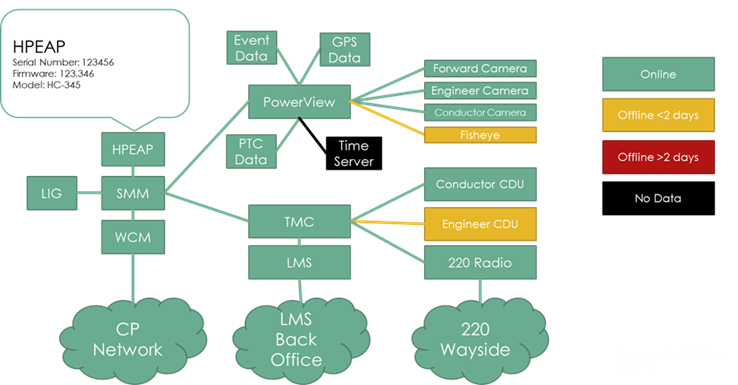 HPEAP
Serial Number: 123456
Firmware: 123.346
Model: HC-345
Event
Data
GPS
Data
PowerView
Forward Camera
Engineer Camera
Conductor Camera
Fisheye
PTC
Data
Time
Server
HPEAP
LIG
SMM
WCM
TMC
LMS
Conductor CDU
Engineer CDU
220 Radio
CP
Network
LMS
Back
Office
220
Wayside
Online
Offline <2 days
Offline >2 days
No Data